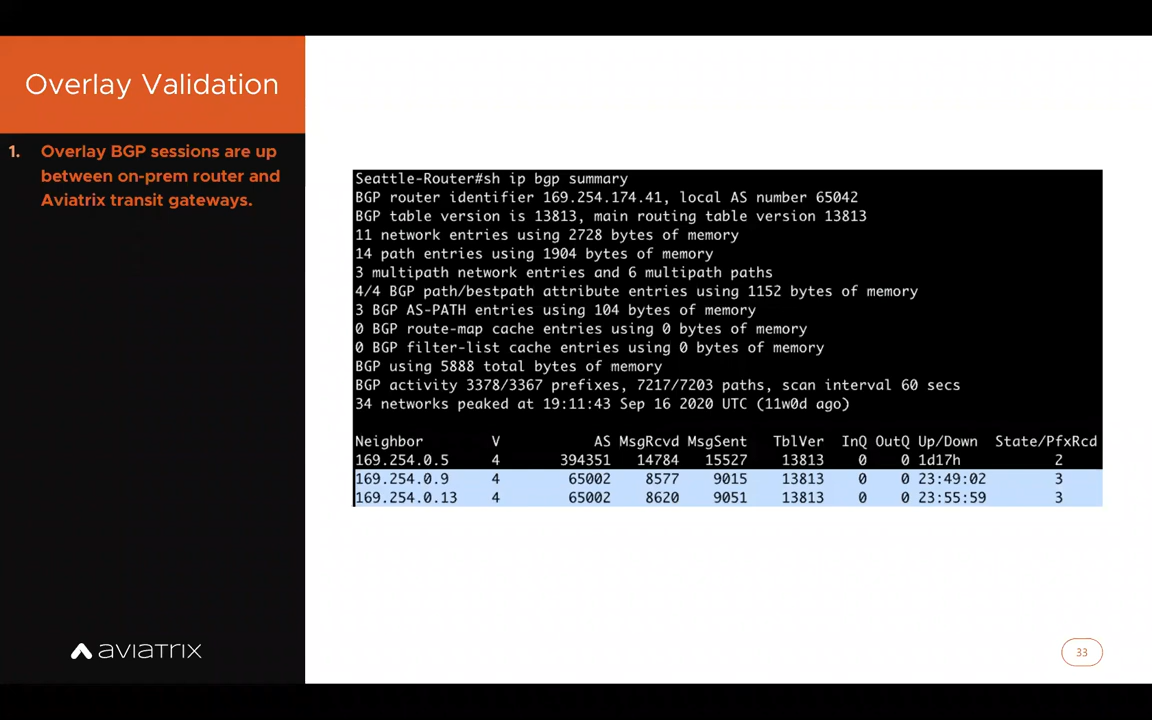 Overlay Validation
1. Overlay BGP sessions are up
between on-prem router and
Aviatrix transit gateways.
Seattle-Router#sh ip bgp summary
BGP router identifier 169.254.174.41, local AS number 65042
BGP table version is 13813, main routing table version 13813
11 network entries using 2728 bytes of memory
14 path entries using 1904 bytes of memory
3 multipath network entries and 6 multipath paths
4/4 BGP path/bestpath attribute entries using 1152 bytes of memory
3 BGP AS-PATH entries using 104 bytes of memory
0 BGP route-map cache entries using 0 bytes of memory
0 BGP filter-list cache entries using 0 bytes of memory
BGP using 5888 total bytes of memory
BGP activity 3378/3367 prefixes, 7217/7203 paths, scan interval 60 secs
34 networks peaked at 19:11:43 Sep 16 2020 UTC (11w0d ago)
Neighbor V AS MsgRcvd MsgSent TblVer InQ OutQ Up/Down State/PfxRcd
169.254.0.5 4 394351 14784 15527 13813 0 0 1d17h 2
169.254.0.9 4 65002 8577 9015 13813 0 0 23:49:02 3
169.254.0.13 4 65002 8620 9051 13813 0 0 23:55:59 3
aviatrix
33